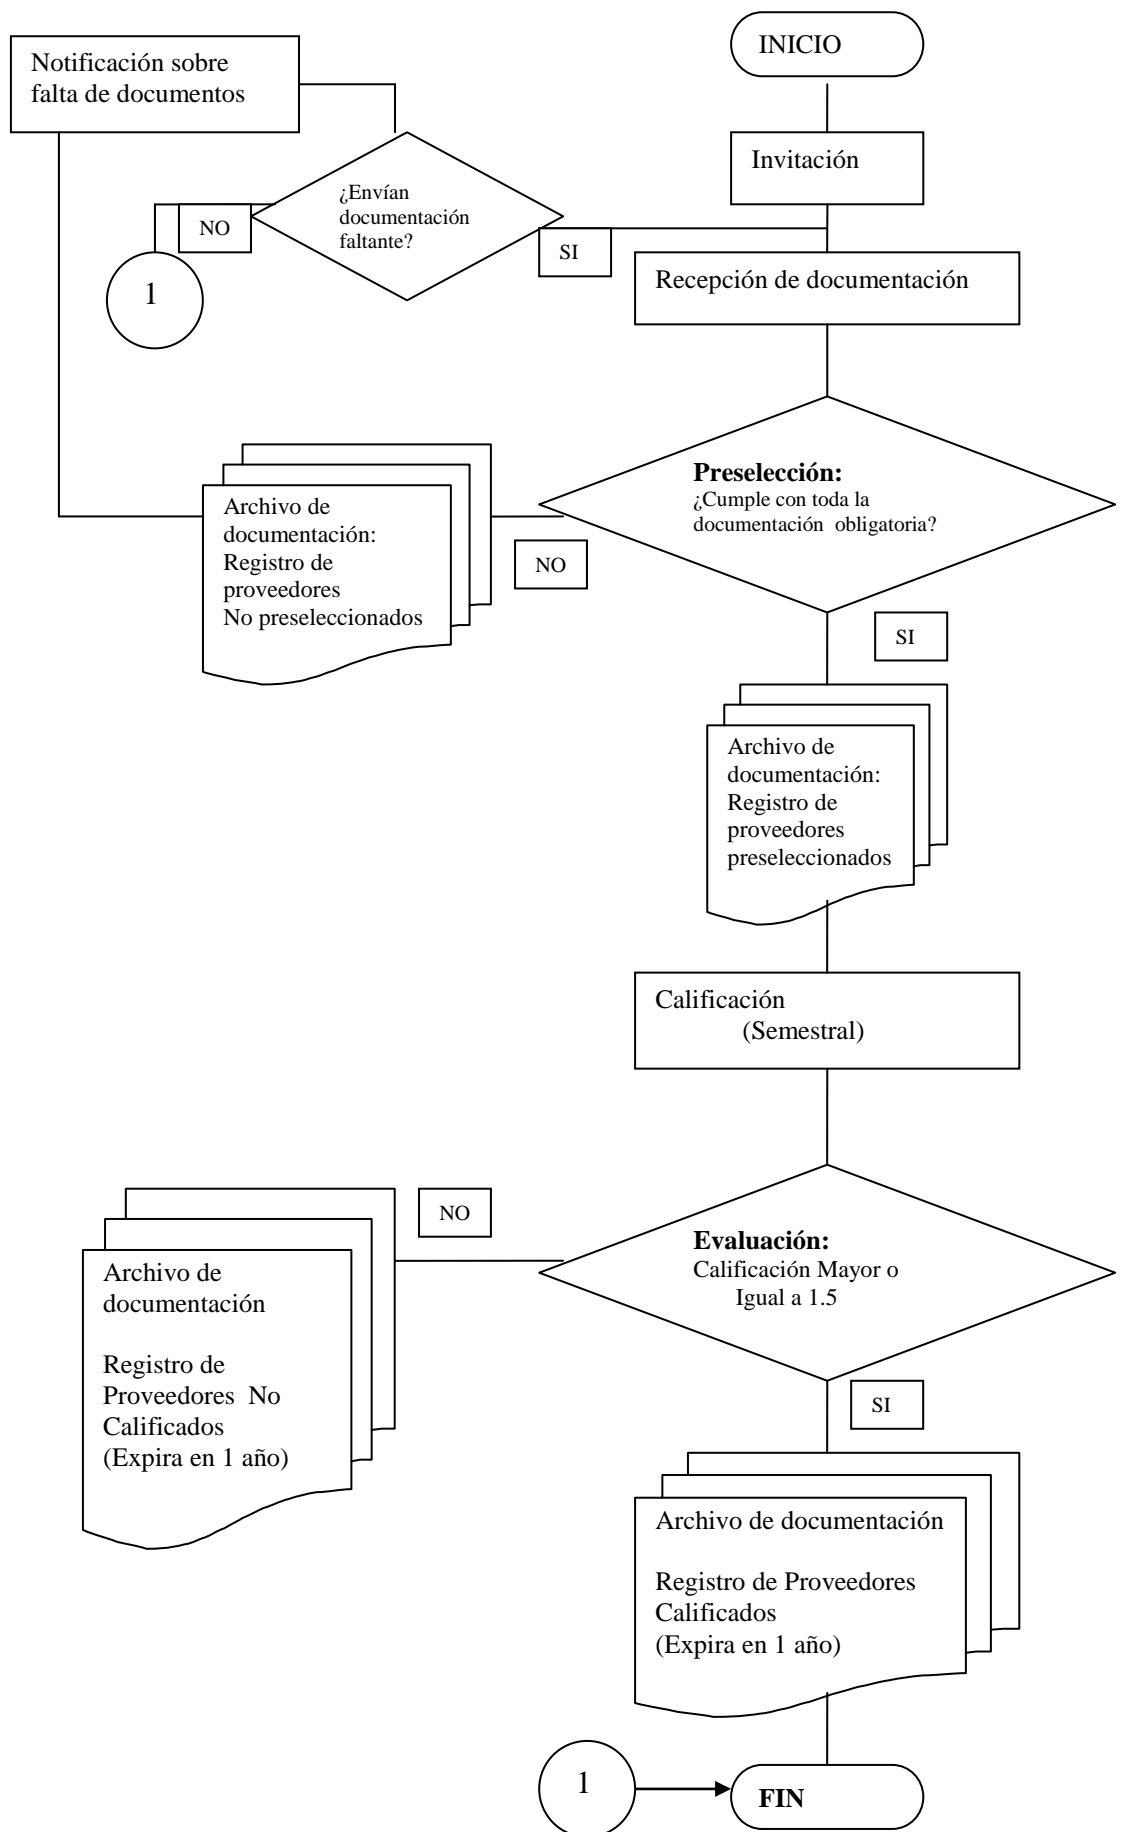 INICIO
Notificación sobre
falta de documentos
Invitación
¿Envían
documentación
faltante?
NO
SI
1
Recepción de documentación
Preselección:
¿Cumple con toda la
documentación obligatoria?
Archivo de
documentación:
Registro de
proveedores
No preseleccionados
NO
SI
Archivo de
documentación:
Registro de
proveedores
preseleccionados
Calificación
(Semestral)
NO
Evaluación:
Calificación Mayor o
Igual a 1.5
Archivo de
documentación
Registro de
Proveedores No
Calificados
(Expira en 1 año)
SI
Archivo de documentación
Registro de Proveedores
Calificados
(Expira en 1 año)
1
FIN